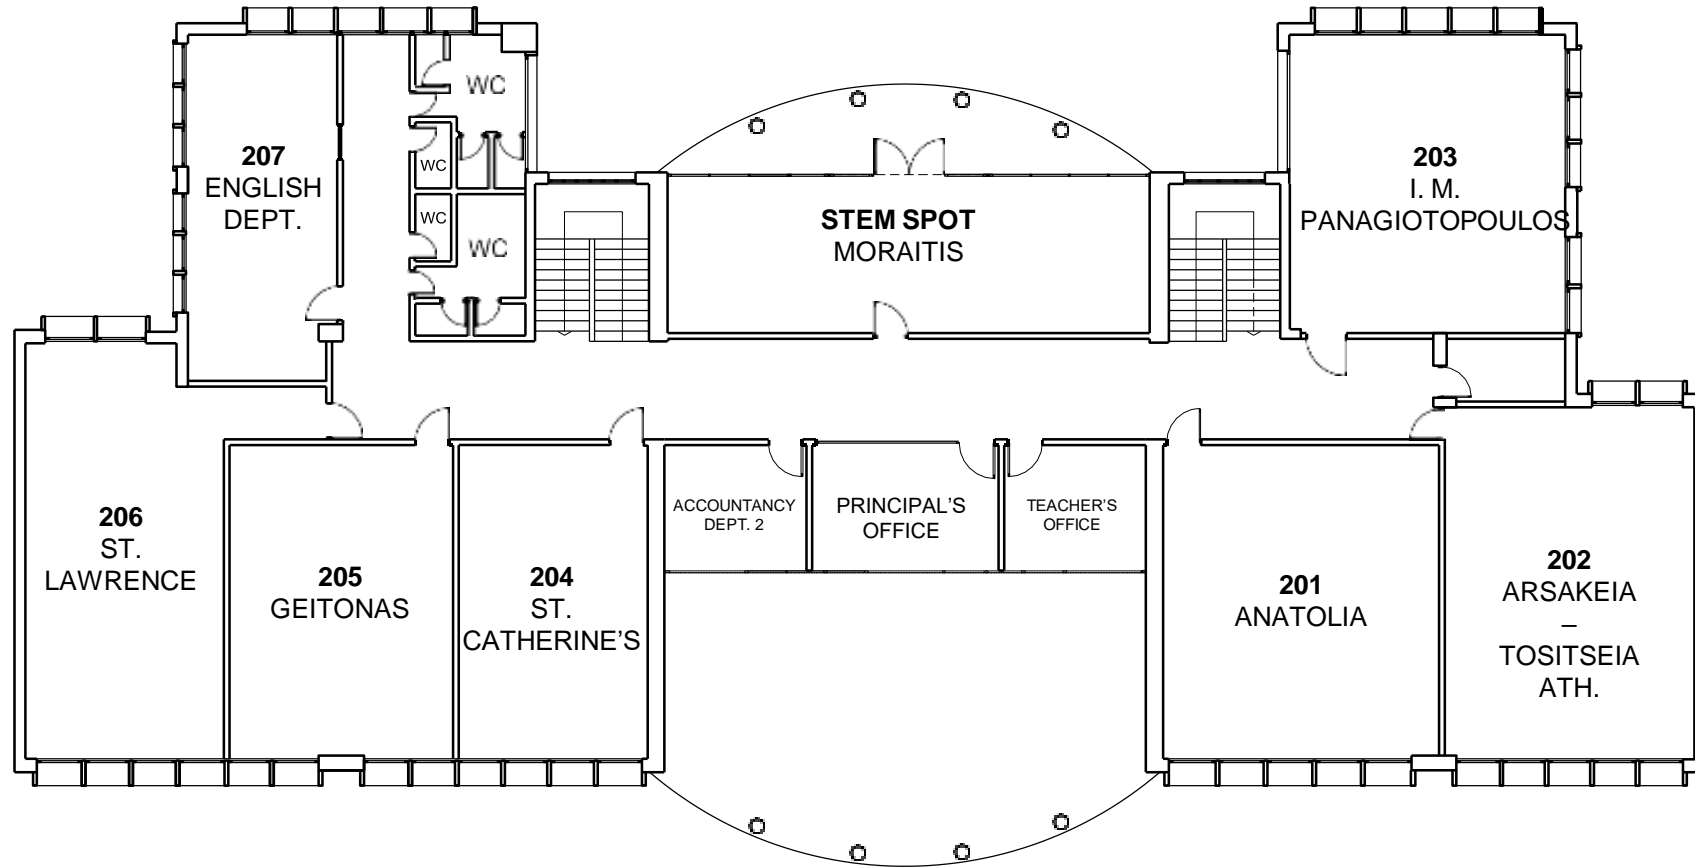 WC
207
ENGLISH
DEPT.
WC
WC
WC
STEM SPOT
MORAITIS
203
I. M.
PANAGIOTOPOULOS
206
ST.
LAWRENCE
205
GEITONAS
204
ST.
CATHERINE'S
ACCOUNTANCY
DEPT. 2
PRINCIPAL'S
OFFICE
TEACHER'S
OFFICE
201
ANATOLIA
202
ARSAKEIA
–
TOSITSEIA
ATH.